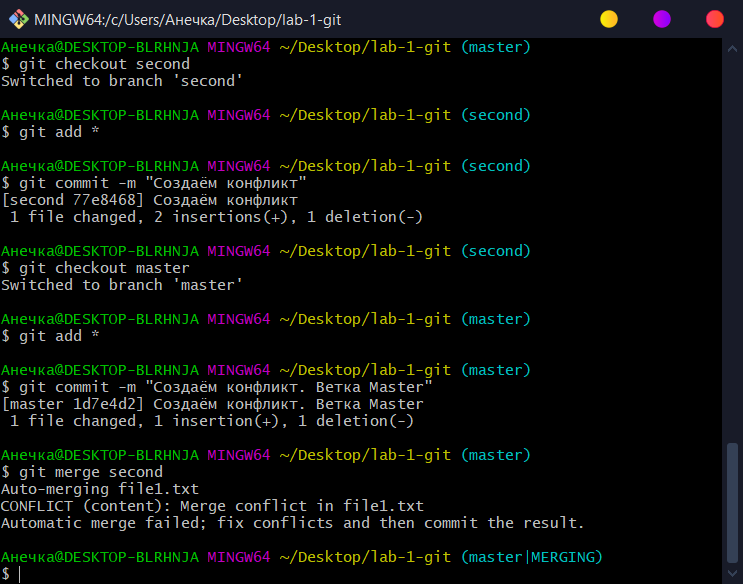 MINGW64:/c/Users/Анечка/Desktop/lab-1-git
Анечка@DESKTOP-BLRHNJA MINGW64 ~/Desktop/lab-1-git (master)
$ git checkout second
Switched to branch 'second'
Анечка@DESKTOP-BLRHNJA MINGW64 ~/Desktop/lab-1-git (second)
$ git add *
Анечка@DESKTOP-BLRHNJA MINGW64 ~/Desktop/lab-1-git (second)
$ git commit -m "Создаём конфликт"
[second 77e8468] Создаём конфликт
1 file changed, 2 insertions(+), 1 deletion(-)
Анечка@DESKTOP-BLRHNJA MINGW64 ~/Desktop/lab-1-git (second)
$ git checkout master
Switched to branch 'master'
Анечка@DESKTOP-BLRHNJA MINGW64 ~/Desktop/lab-1-git (master)
$ git add *
Анечка@DESKTOP-BLRHNJA MINGW64 ~/Desktop/lab-1-git (master)
$ git commit -m "Создаём конфликт. Ветка Master"
[master 1d7e4d2] Создаём конфликт. Ветка Master
1 file changed, 1 insertion(+), 1 deletion(-)
Анечка@DESKTOP-BLRHNJA MINGW64 ~/Desktop/lab-1-git (master)
$ git merge second
Auto-merging file1.txt
CONFLICT (content): Merge conflict in file1.txt
Automatic merge failed; fix conflicts and then commit the result.
Анечка@DESKTOP-BLRHNJA MINGW64 ~/Desktop/lab-1-git (master|MERGING)
$